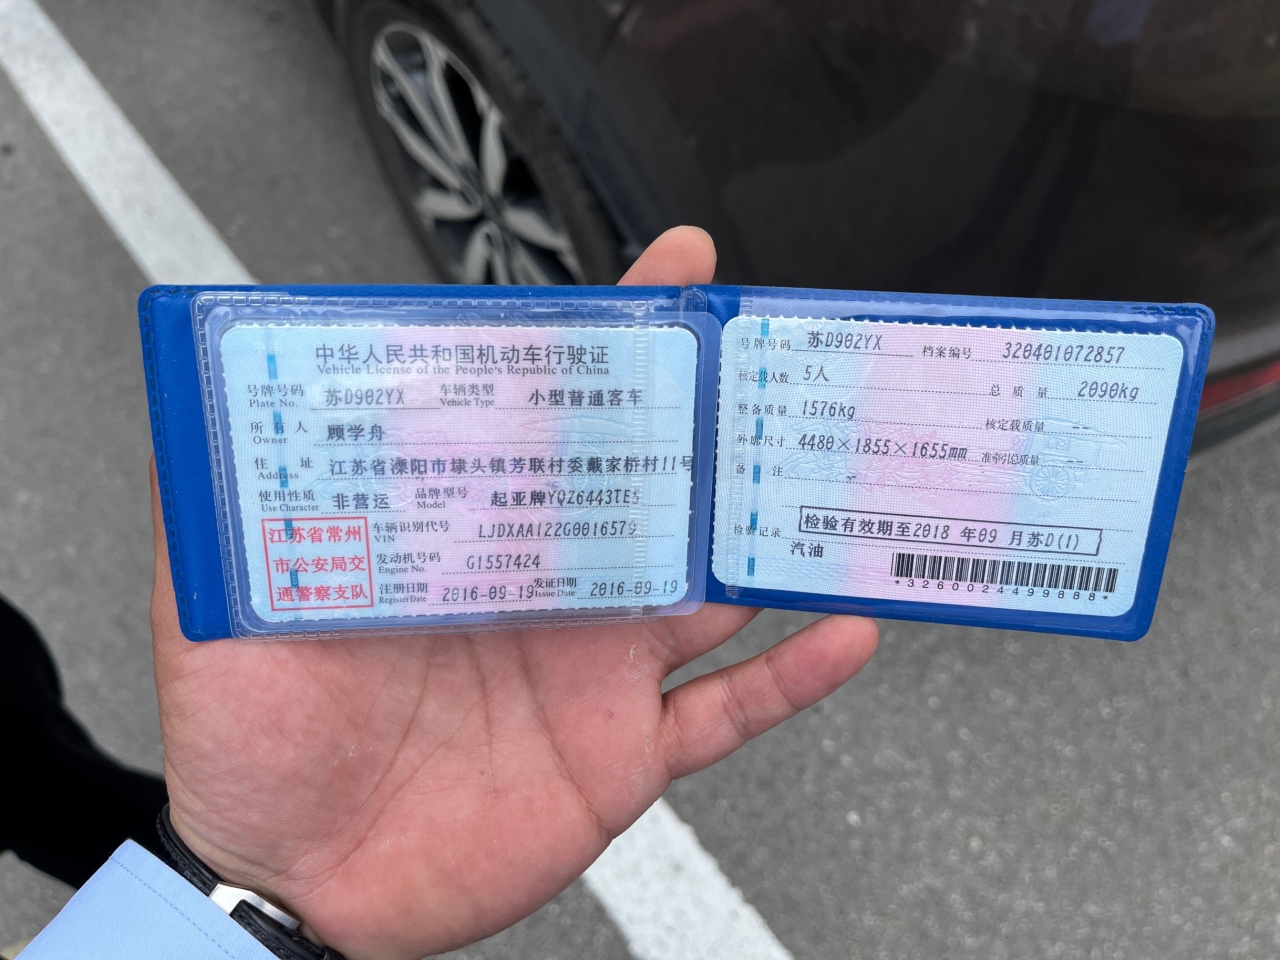 中华人民共和国机动车行驶证
Vehicle License of the People's Republic of China
号牌号码 苏D902YX 车辆类型 小型普通客车
Plate No. Vehicle Type
所有人 顾学舟
Owner
住址 江苏省溧阳市埭头镇芳联村委戴家桥村11号
Address
使用性质 非营运 品牌型号 起亚牌YQZ6443TE5
Use Character Model
江苏省常州
市公安局交
通警察支队
车辆识别代号 LJDXAA122G0016579
VIN
发动机号码 G1557424
Engine No.
注册日期 2016-09-19 发证日期 2016-09-19
Register Date Issue Date
号牌号码 苏D902YX 档案编号 320401072857
核定载人数 5人 总质量 2090kg
整备质量 1576kg 核定载质量 --
外廓尺寸 4480×1855×1655mm 准牵引总质量 --
备注
检验记录 检验有效期至2018年09月苏D(1)
汽油
*3260024499888*